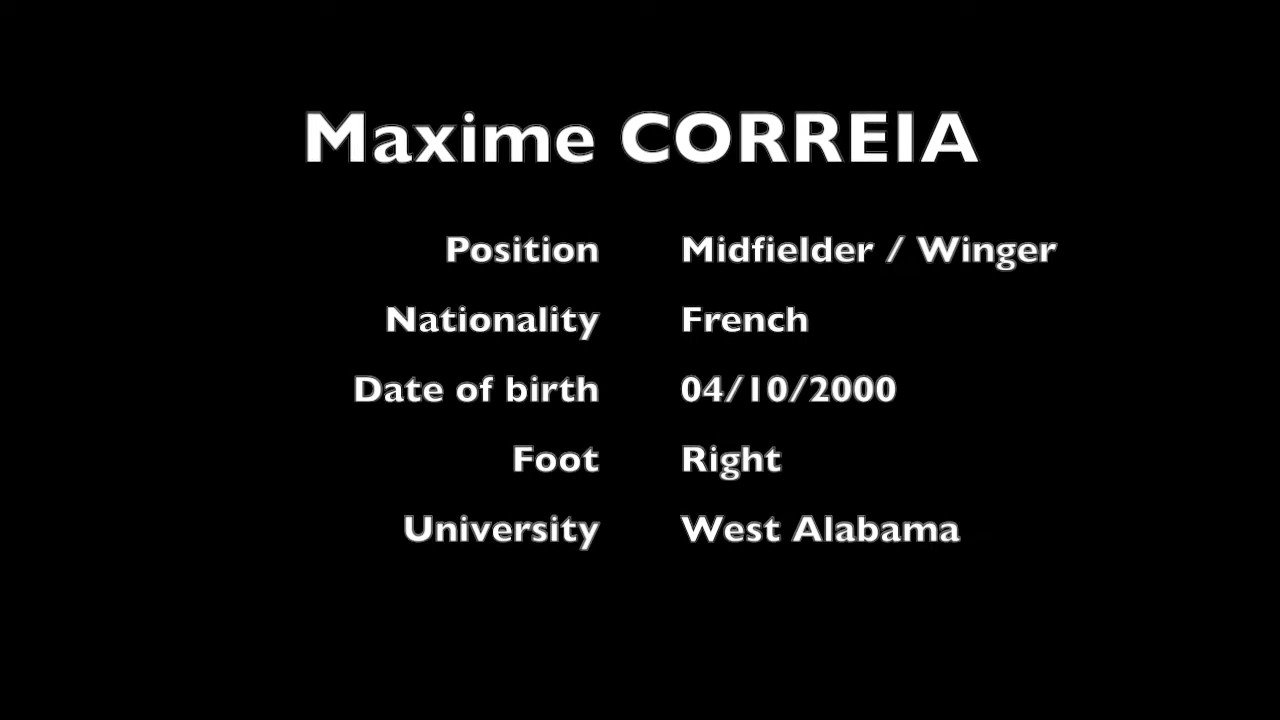 Maxime CORREIA
Position Midfielder / Winger
Nationality French
Date of birth 04/10/2000
Foot Right
University West Alabama